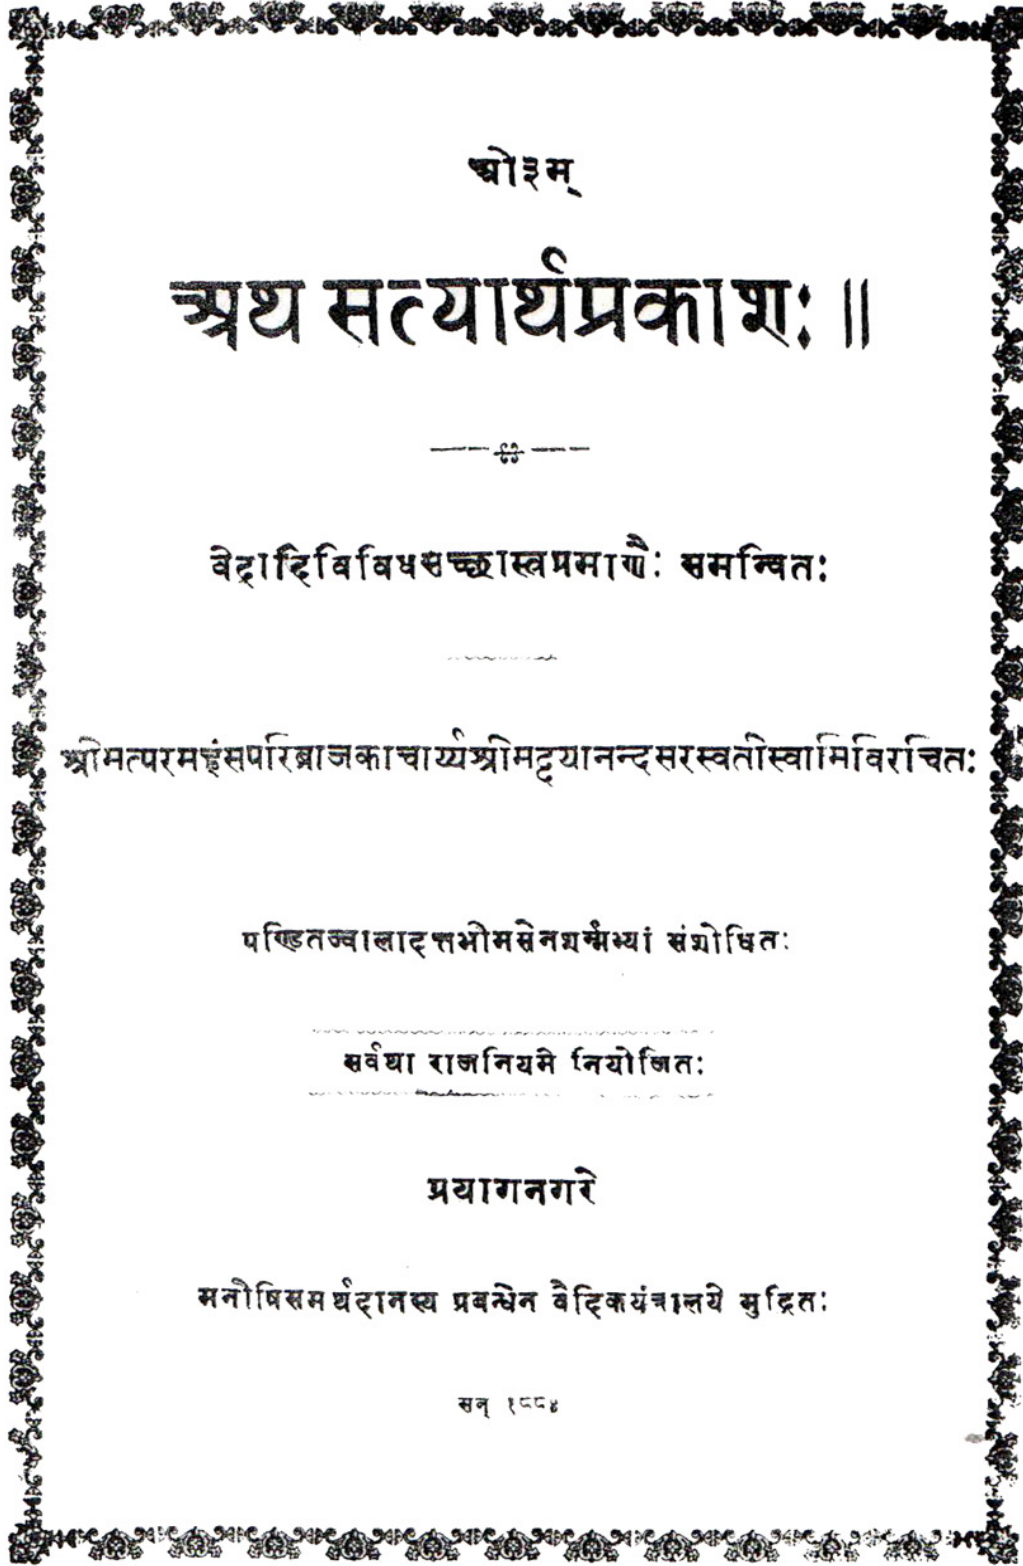 ओ३म्
अथ सत्यार्थप्रकाशः ॥
वेदादिविविधसच्छास्त्रप्रमाणैः समन्वितः
श्रीमत्परमहंसपरिब्राजकाचार्य्यश्रीमद्दयानन्दसरस्वतीस्वामिविरचितः
पण्डितज्वालादत्तभीमसेनशर्म्मभ्यां संशोधितः
सर्वथा राजनियमे नियोजितः
प्रयागनगरे
मनीषिसमर्थदानस्य प्रबन्धेन वैदिकयंत्रालये मुद्रितः
सन् १८८४